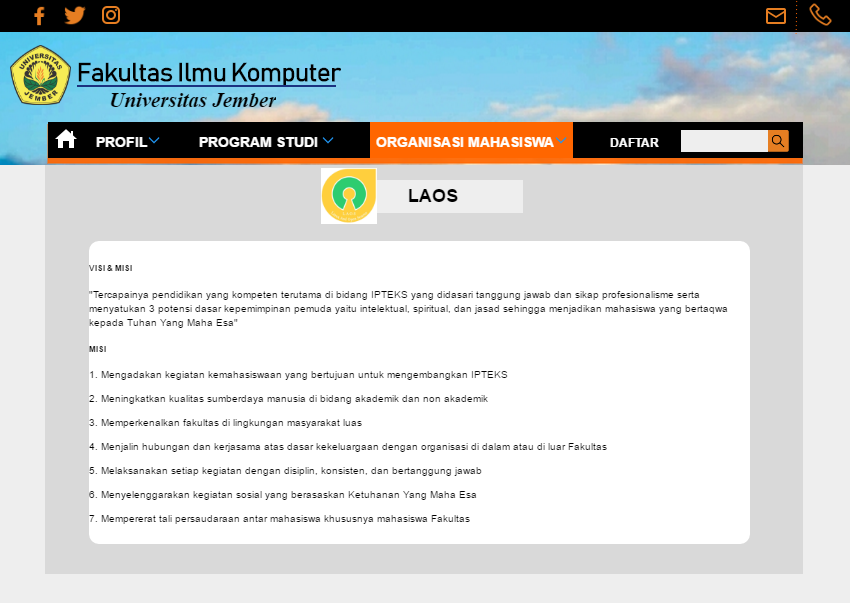 UNIVERSITAS
JEMBER
Fakultas Ilmu Komputer
Universitas Jember
PROFIL
PROGRAM STUDI
ORGANISASI MAHASISWA
DAFTAR
LAOS
VISI & MISI
"Tercapainya pendidikan yang kompeten terutama di bidang IPTEKS yang didasari tanggung jawab dan sikap profesionalisme serta
menyatukan 3 potensi dasar kepemimpinan pemuda yaitu intelektual, spiritual, dan jasad sehingga menjadikan mahasiswa yang bertaqwa
kepada Tuhan Yang Maha Esa"
MISI
1. Mengadakan kegiatan kemahasiswaan yang bertujuan untuk mengembangkan IPTEKS
2. Meningkatkan kualitas sumberdaya manusia di bidang akademik dan non akademik
3. Memperkenalkan fakultas di lingkungan masyarakat luas
4. Menjalin hubungan dan kerjasama atas dasar kekeluargaan dengan organisasi di dalam atau di luar Fakultas
5. Melaksanakan setiap kegiatan dengan disiplin, konsisten, dan bertanggung jawab
6. Menyelenggarakan kegiatan sosial yang berasaskan Ketuhanan Yang Maha Esa
7. Mempererat tali persaudaraan antar mahasiswa khususnya mahasiswa Fakultas